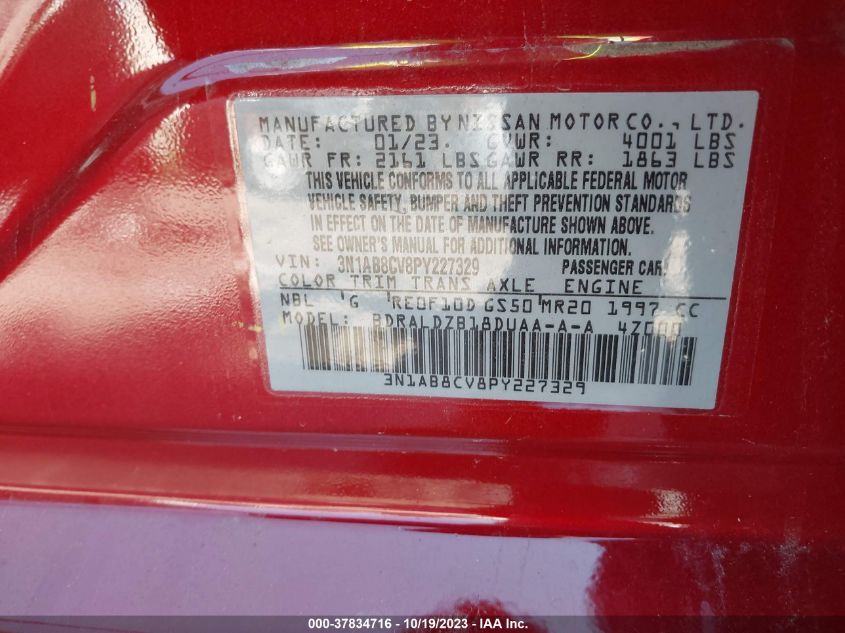 MANUFACTURED BY NISSAN MOTOR CO., LTD.
DATE: 01/23. GVWR: 4001 LBS
GAWR FR: 2161 LBS GAWR RR: 1863 LBS
THIS VEHICLE CONFORMS TO ALL APPLICABLE FEDERAL MOTOR
VEHICLE SAFETY, BUMPER AND THEFT PREVENTION STANDARDS
IN EFFECT ON THE DATE OF MANUFACTURE SHOWN ABOVE.
SEE OWNER'S MANUAL FOR ADDITIONAL INFORMATION.
VIN: 3N1AB8CV8PY227329 PASSENGER CAR
COLOR TRIM TRANS AXLE ENGINE
NBL G RE0F10D GS50 MR20 1997 CC
MODEL BDRALDZB18DUAA-A-A 4Z000
3N1AB8CV8PY227329
000-37834716 - 10/19/2023 - IAA Inc.